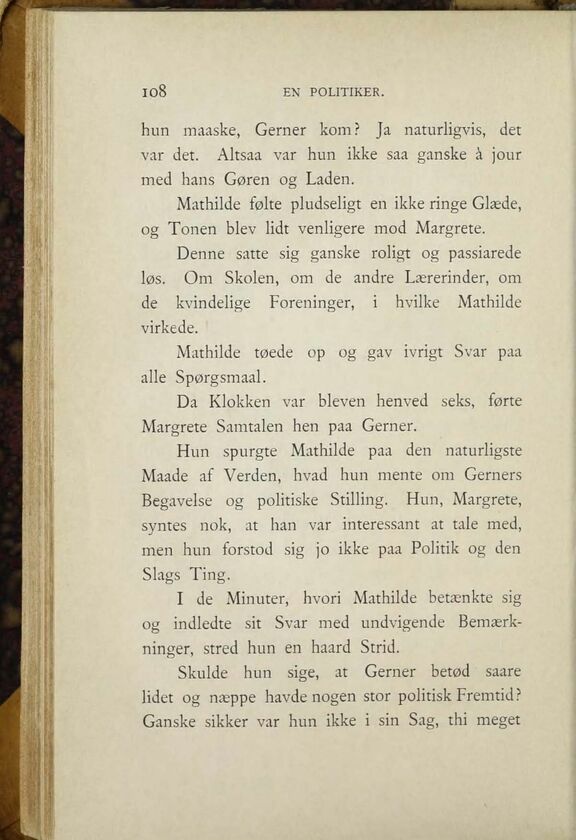 108 EN POLITIKER.
hun maaske, Gerner kom? Ja naturligvis, det
var det. Altsaa var hun ikke saa ganske à jour
med hans Gøren og Laden.
Mathilde følte pludseligt en ikke ringe Glæde,
og Tonen blev lidt venligere mod Margrete.
Denne satte sig ganske roligt og passiarede
løs. Om Skolen, om de andre Lærerinder, om
de kvindelige Foreninger, i hvilke Mathilde
virkede.
Mathilde tøede op og gav ivrigt Svar paa
alle Spørgsmaal.
Da Klokken var bleven henved seks, førte
Margrete Samtalen hen paa Gerner.
Hun spurgte Mathilde paa den naturligste
Maade af Verden, hvad hun mente om Gerners
Begavelse og politiske Stilling. Hun, Margrete,
syntes nok, at han var interessant at tale med,
men hun forstod sig jo ikke paa Politik og den
Slags Ting.
I de Minuter, hvori Mathilde betænkte sig
og indledte sit Svar med undvigende Bemærk-
ninger, stred hun en haard Strid.
Skulde hun sige, at Gerner betød saare
lidet og næppe havde nogen stor politisk Fremtid?
Ganske sikker var hun ikke i sin Sag, thi meget